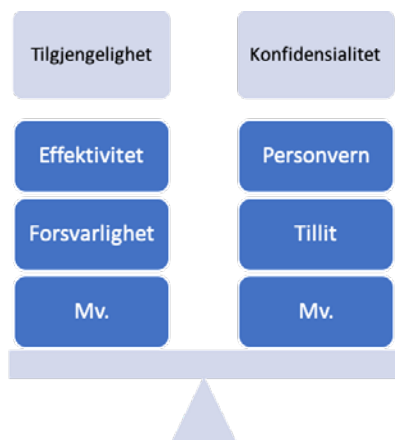 Tilgjengelighet
Konfidensialitet
Effektivitet
Personvern
Forsvarlighet
Tillit
Mv.
Mv.